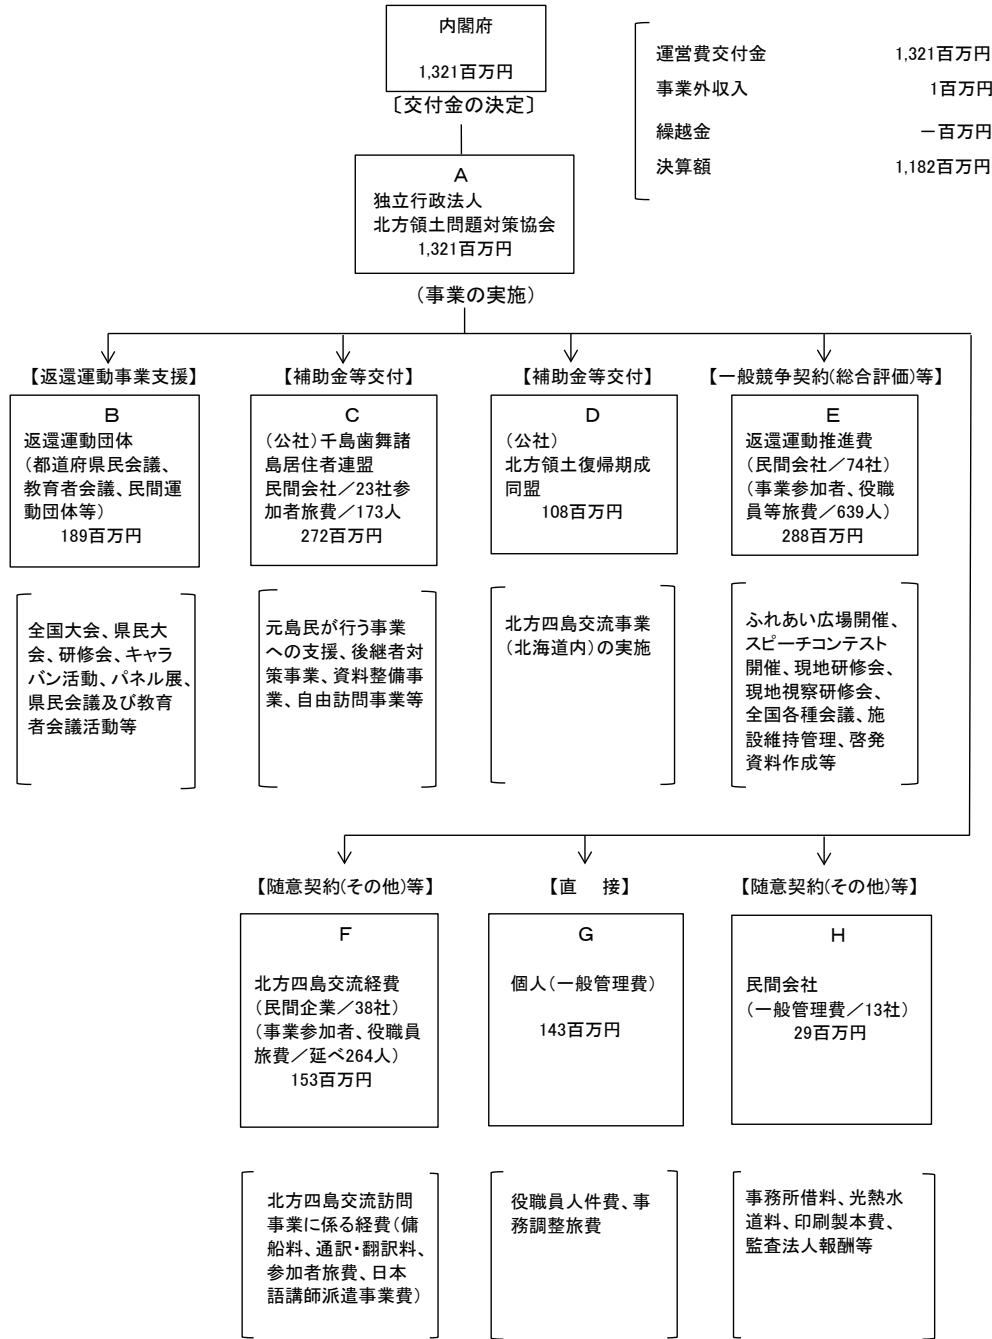 内閣府
1,321百万円
〔交付金の決定〕
運営費交付金 1,321百万円
事業外収入 1百万円
繰越金 －百万円
決算額 1,182百万円
A
独立行政法人
北方領土問題対策協会
1,321百万円
(事業の実施)
【返還運動事業支援】
B
返還運動団体
(都道府県民会議、
教育者会議、民間運
動団体等)
189百万円
全国大会、県民大
会、研修会、キャラ
バン活動、パネル展、
県民会議及び教育
者会議活動等
【補助金等交付】
C
(公社)千島歯舞諸
島居住者連盟
民間会社／23社参
加者旅費／173人
272百万円
元島民が行う事業
への支援、後継者対
策事業、資料整備事
業、自由訪問事業等
【補助金等交付】
D
(公社)
北方領土復帰期成
同盟
108百万円
北方四島交流事業
(北海道内)の実施
【一般競争契約(総合評価)等】
E
返還運動推進費
(民間会社／74社)
(事業参加者、役職
員等旅費／639人)
288百万円
ふれあい広場開催、
スピーチコンテスト
開催、現地研修会、
現地視察研修会、
全国各種会議、施
設維持管理、啓発
資料作成等
【随意契約(その他)等】
F
北方四島交流経費
(民間企業／38社)
(事業参加者、役職員
旅費／延べ264人)
153百万円
北方四島交流訪問
事業に係る経費(傭
船料、通訳・翻訳料、
参加者旅費、日本
語講師派遣事業費)
【直　接】
G
個人(一般管理費)
143百万円
役職員人件費、事
務調整旅費
【随意契約(その他)等】
H
民間会社
(一般管理費／13社)
29百万円
事務所借料、光熱水
道料、印刷製本費、
監査法人報酬等